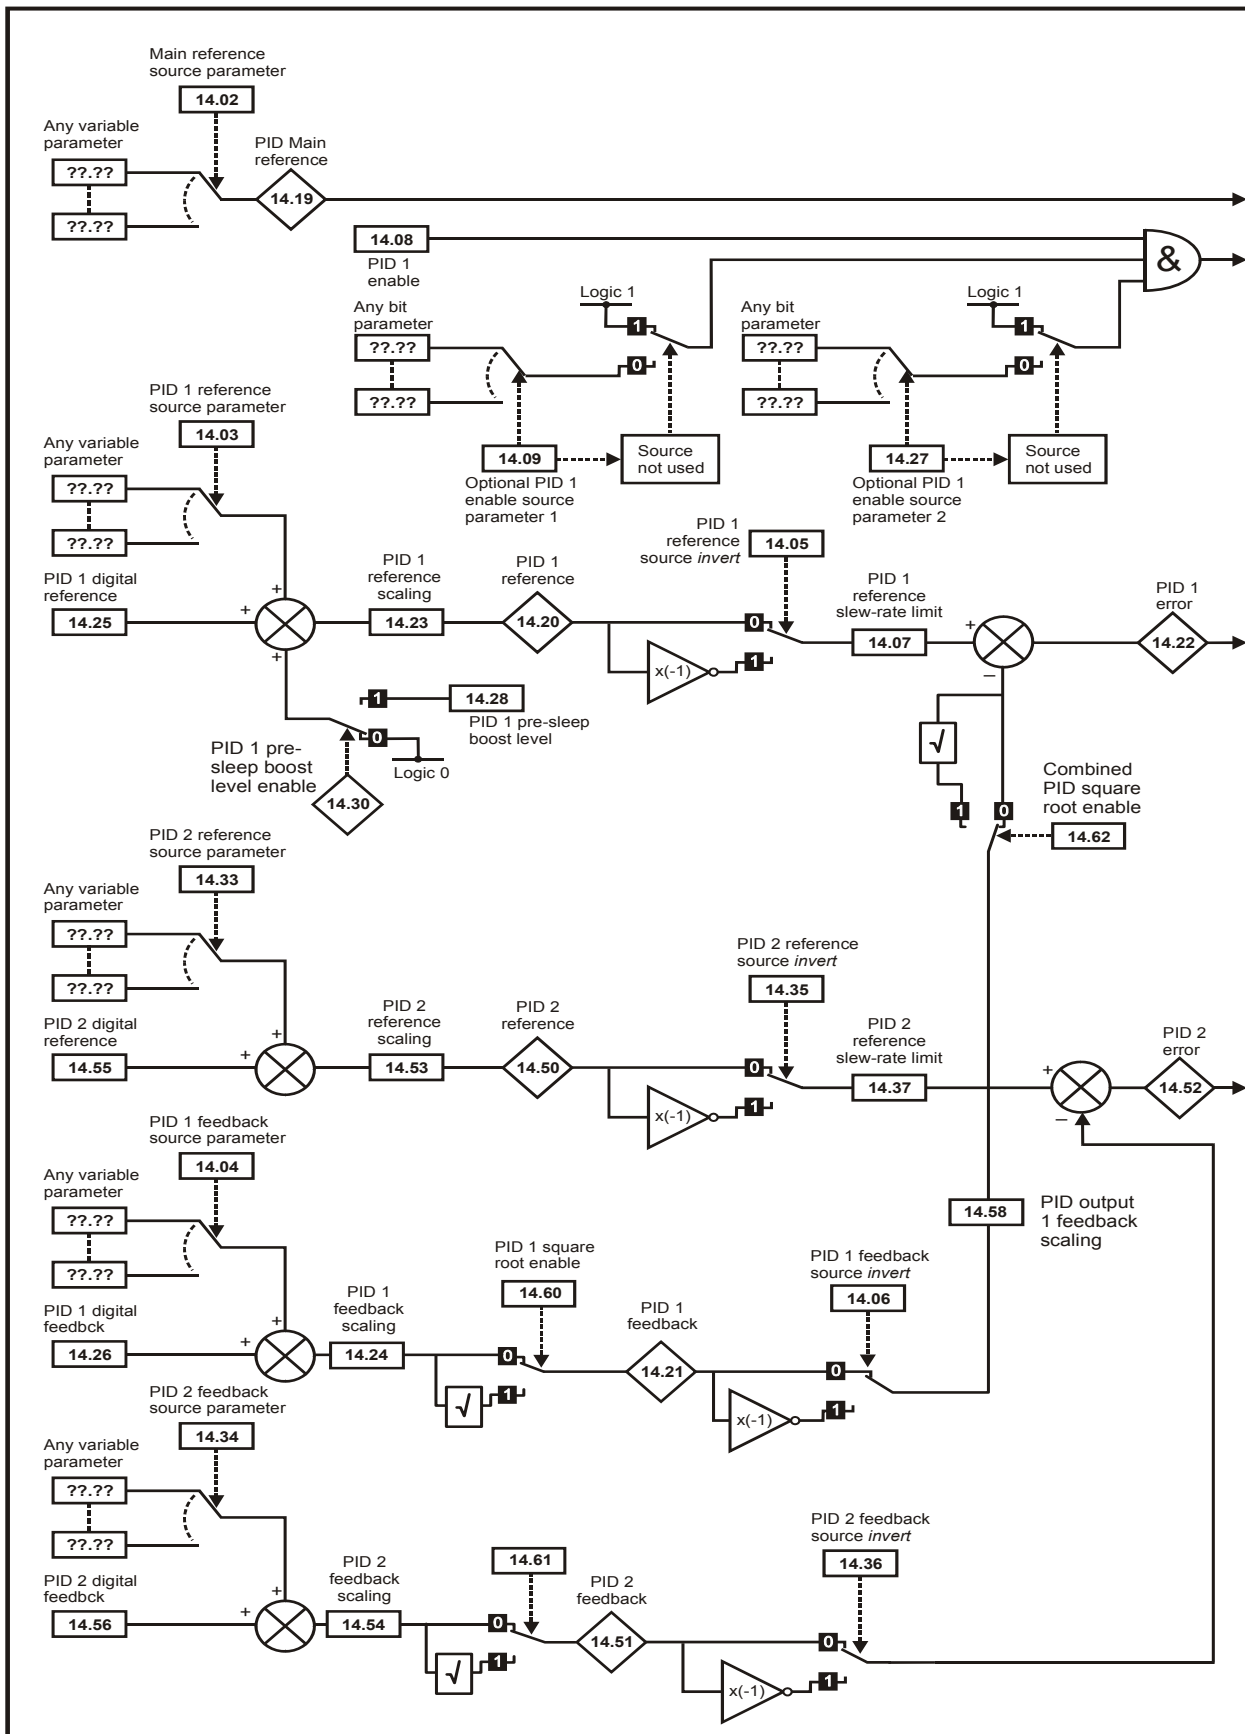 Main reference
source parameter
14.02
Any variable
parameter
??.??
??.??
PID Main
reference
14.19
14.08
PID 1
enable
&
Logic 1
1
0
Any bit
parameter
??.??
??.??
14.09
Optional PID 1
enable source
parameter 1
Source
not used
Logic 1
1
0
Any bit
parameter
??.??
??.??
14.27
Optional PID 1
enable source
parameter 2
Source
not used
PID 1 reference
source parameter
14.03
Any variable
parameter
??.??
??.??
PID 1 digital
reference
14.25
+
+
+
PID 1
reference
scaling
14.23
PID 1
reference
14.20
PID 1
reference
source invert
14.05
0
1
x(-1)
PID 1
reference
slew-rate limit
14.07
+
–
PID 1
error
14.22
1
14.28
PID 1 pre-sleep
boost level
0
Logic 0
PID 1 pre-
sleep boost
level enable
14.30
√
1
0
Combined
PID square
root enable
14.62
PID 2 reference
source parameter
14.33
Any variable
parameter
??.??
??.??
PID 2 digital
reference
14.55
+
+
PID 2
reference
scaling
14.53
PID 2
reference
14.50
PID 2 reference
source invert
14.35
0
1
x(-1)
PID 2
reference
slew-rate limit
14.37
+
–
PID 2
error
14.52
PID 1 feedback
source parameter
14.04
Any variable
parameter
??.??
??.??
PID 1 digital
feedbck
14.26
+
+
PID 1
feedback
scaling
14.24
PID 1 square
root enable
14.60
0
1
√
PID 1
feedback
14.21
PID 1 feedback
source invert
14.06
0
1
x(-1)
14.58
PID output
1 feedback
scaling
PID 2 feedback
source parameter
14.34
Any variable
parameter
??.??
??.??
PID 2 digital
feedbck
14.56
+
+
PID 2
feedback
scaling
14.54
14.61
0
1
√
PID 2
feedback
14.51
PID 2 feedback
source invert
14.36
0
1
x(-1)